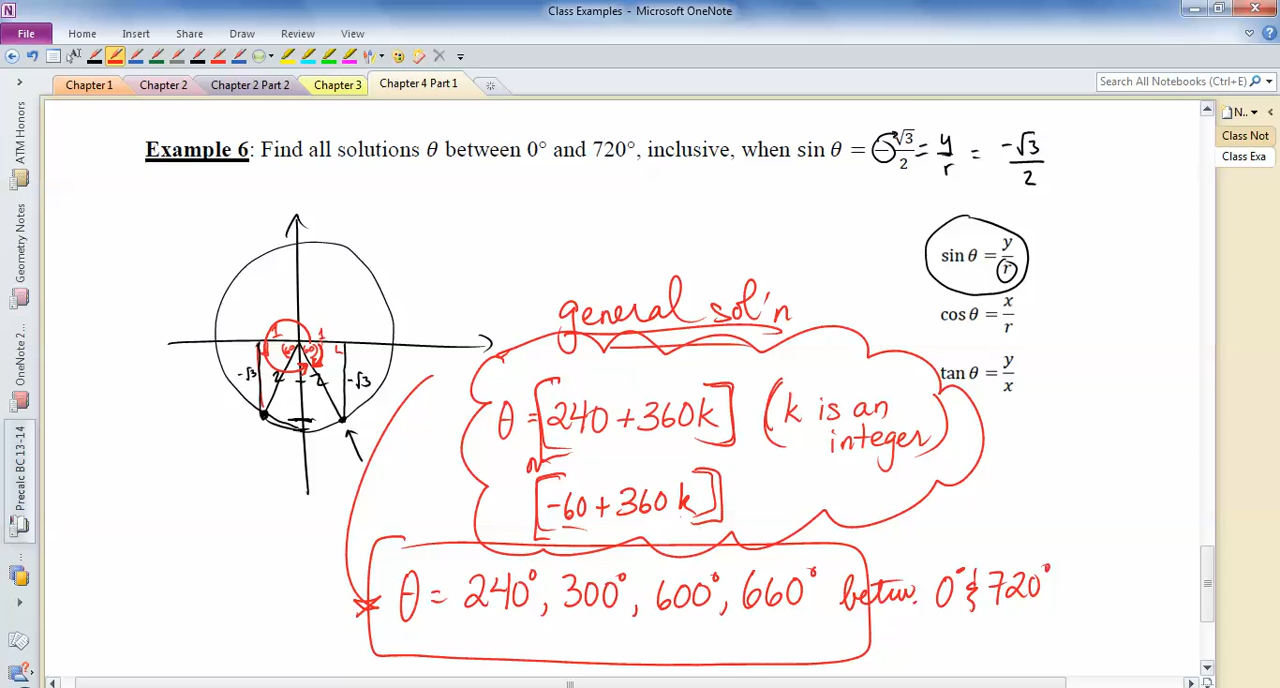 Class Examples - Microsoft OneNote
File Home Insert Share Draw Review View
Chapter 1 Chapter 2 Chapter 2 Part 2 Chapter 3 Chapter 4 Part 1
Search All Notebooks (Ctrl+E)
ATM Honors
Geometry Notes
OneNote 2...
Precalc BC 13-14
N..
Class Not
Class Exa
Example 6: Find all solutions θ between 0° and 720°, inclusive, when sin θ = -√3/2 = y/r = -√3/2
sin θ = y/r
cos θ = x/r
tan θ = y/x
1 1
60 60
-√3 2 2 -√3
general sol'n
θ = [240 + 360k] (k is an integer)
or
[-60 + 360k]
θ = 240°, 300°, 600°, 660° betw. 0° & 720°